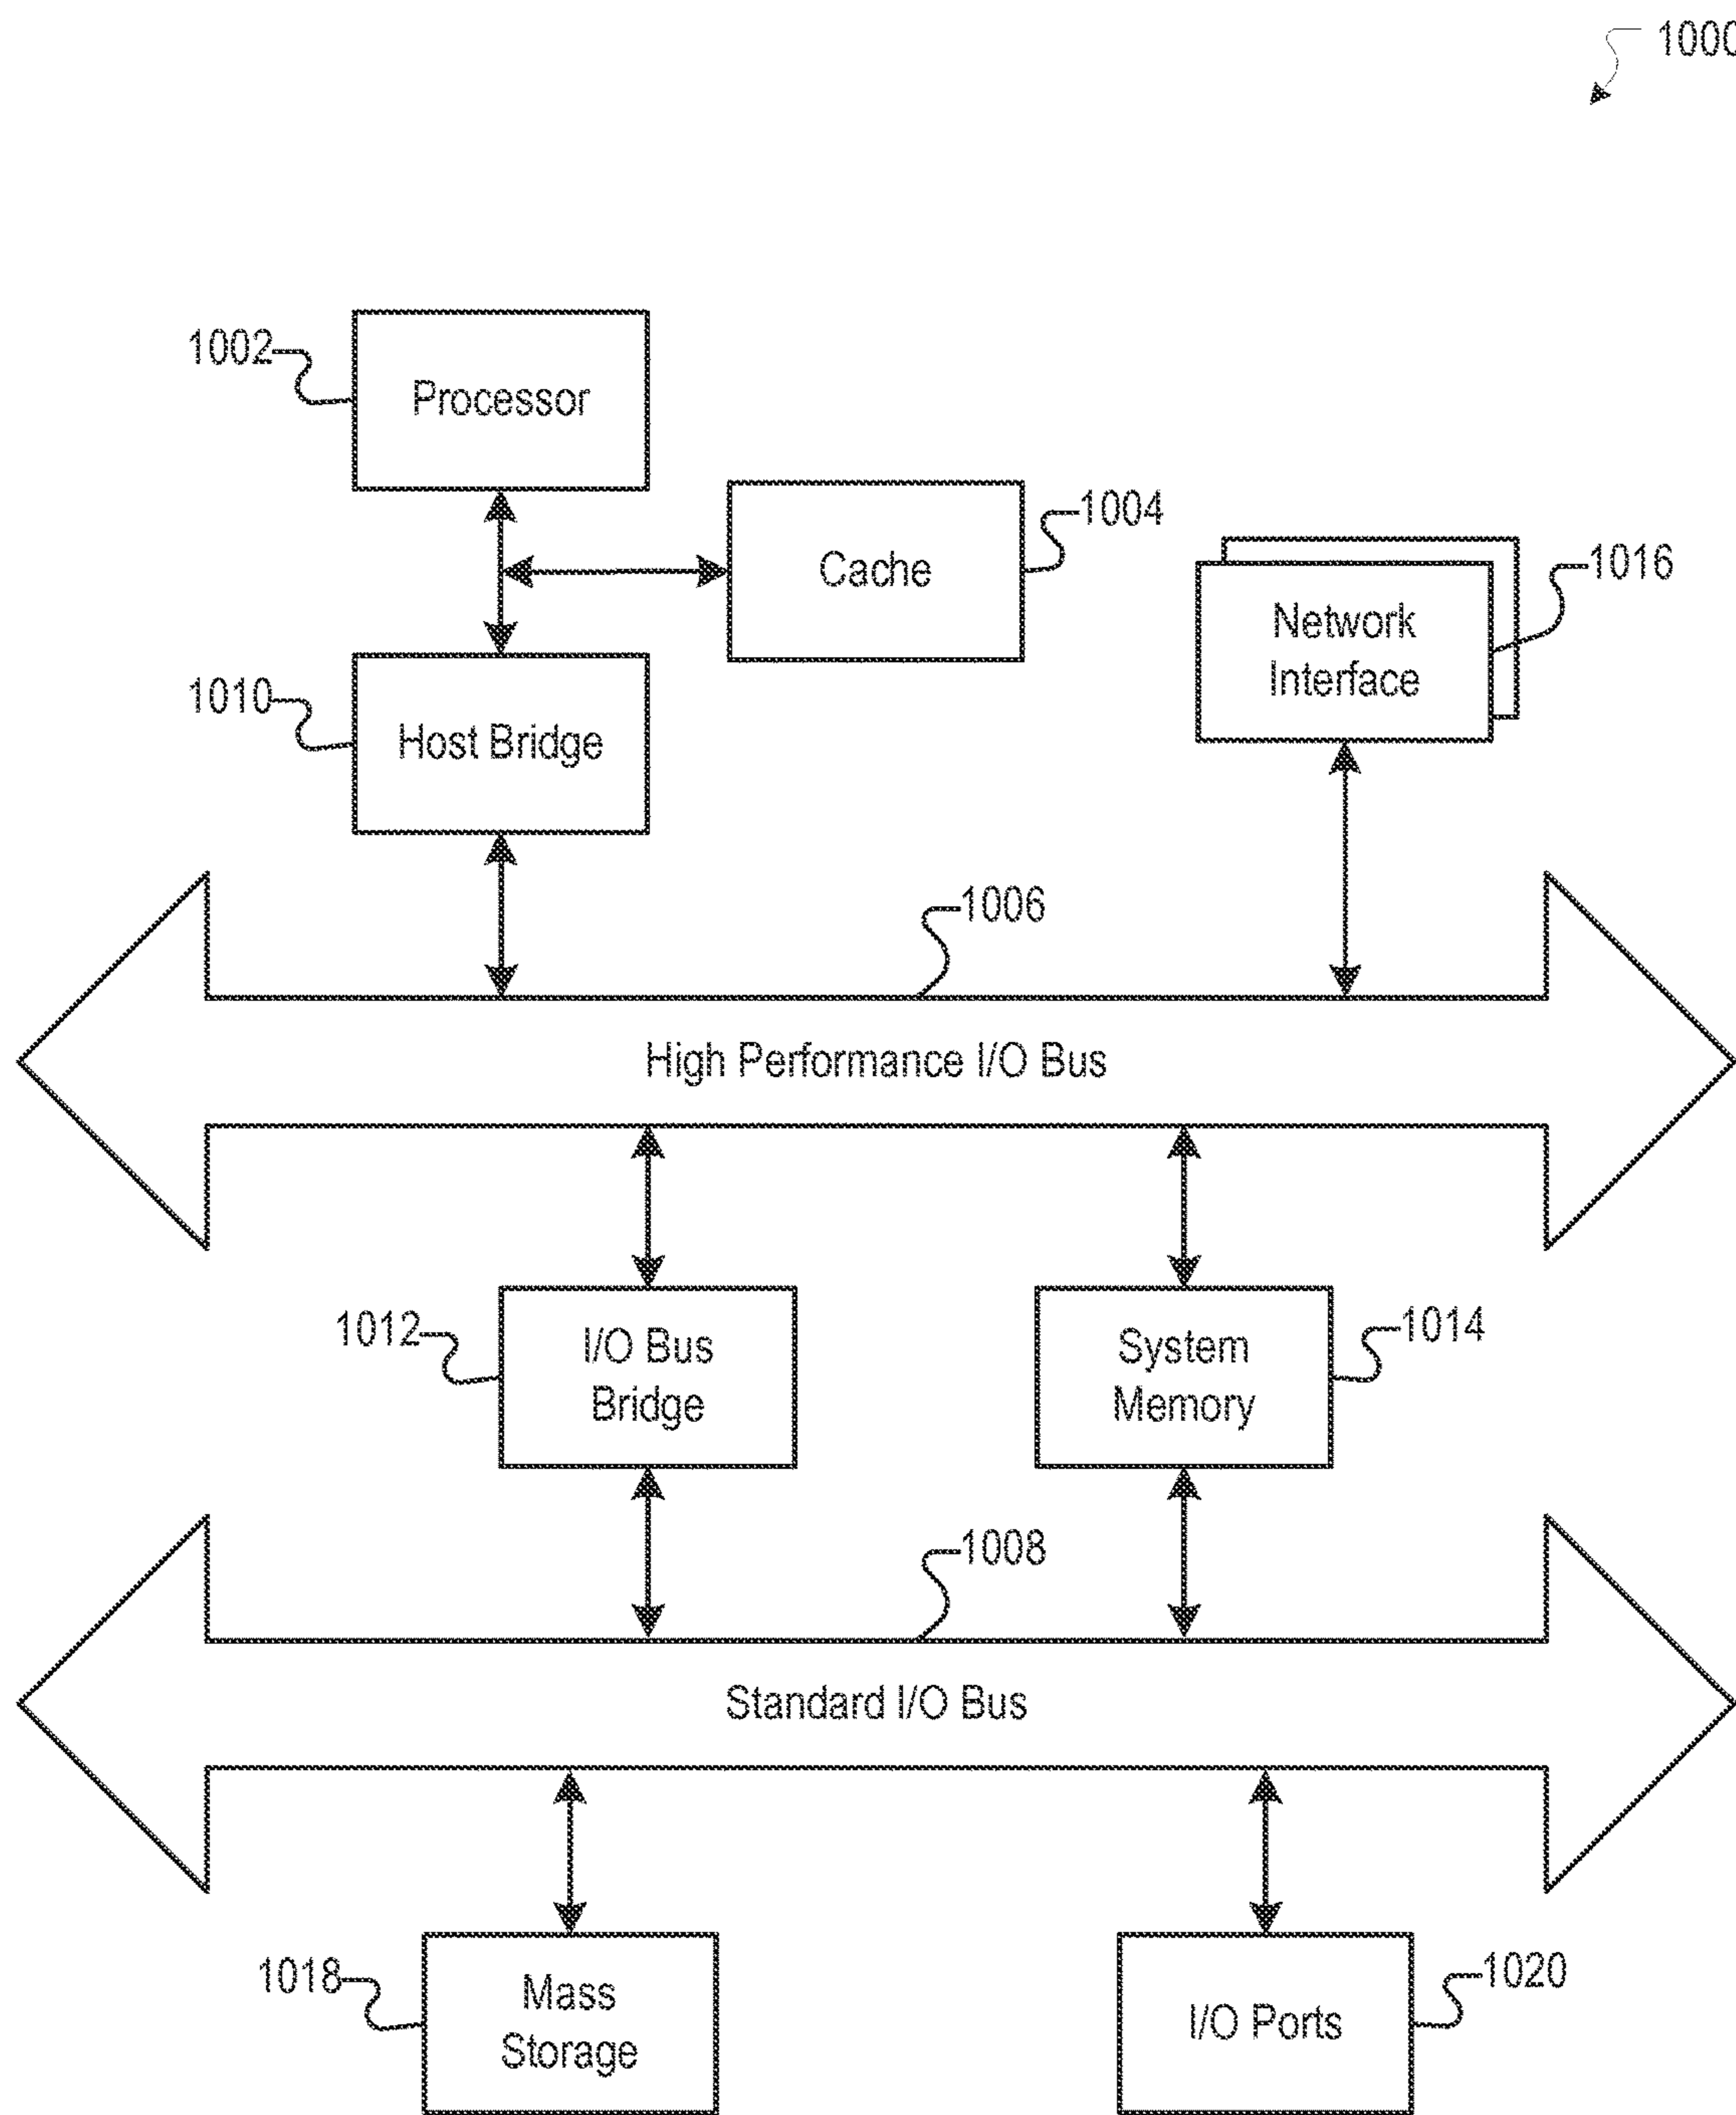 1000
1002
Processor
1004
Cache
1016
Network
Interface
1010
Host Bridge
1006
High Performance I/O Bus
1012
I/O Bus
Bridge
System
Memory
1014
1008
Standard I/O Bus
1018
Mass
Storage
I/O Ports
1020